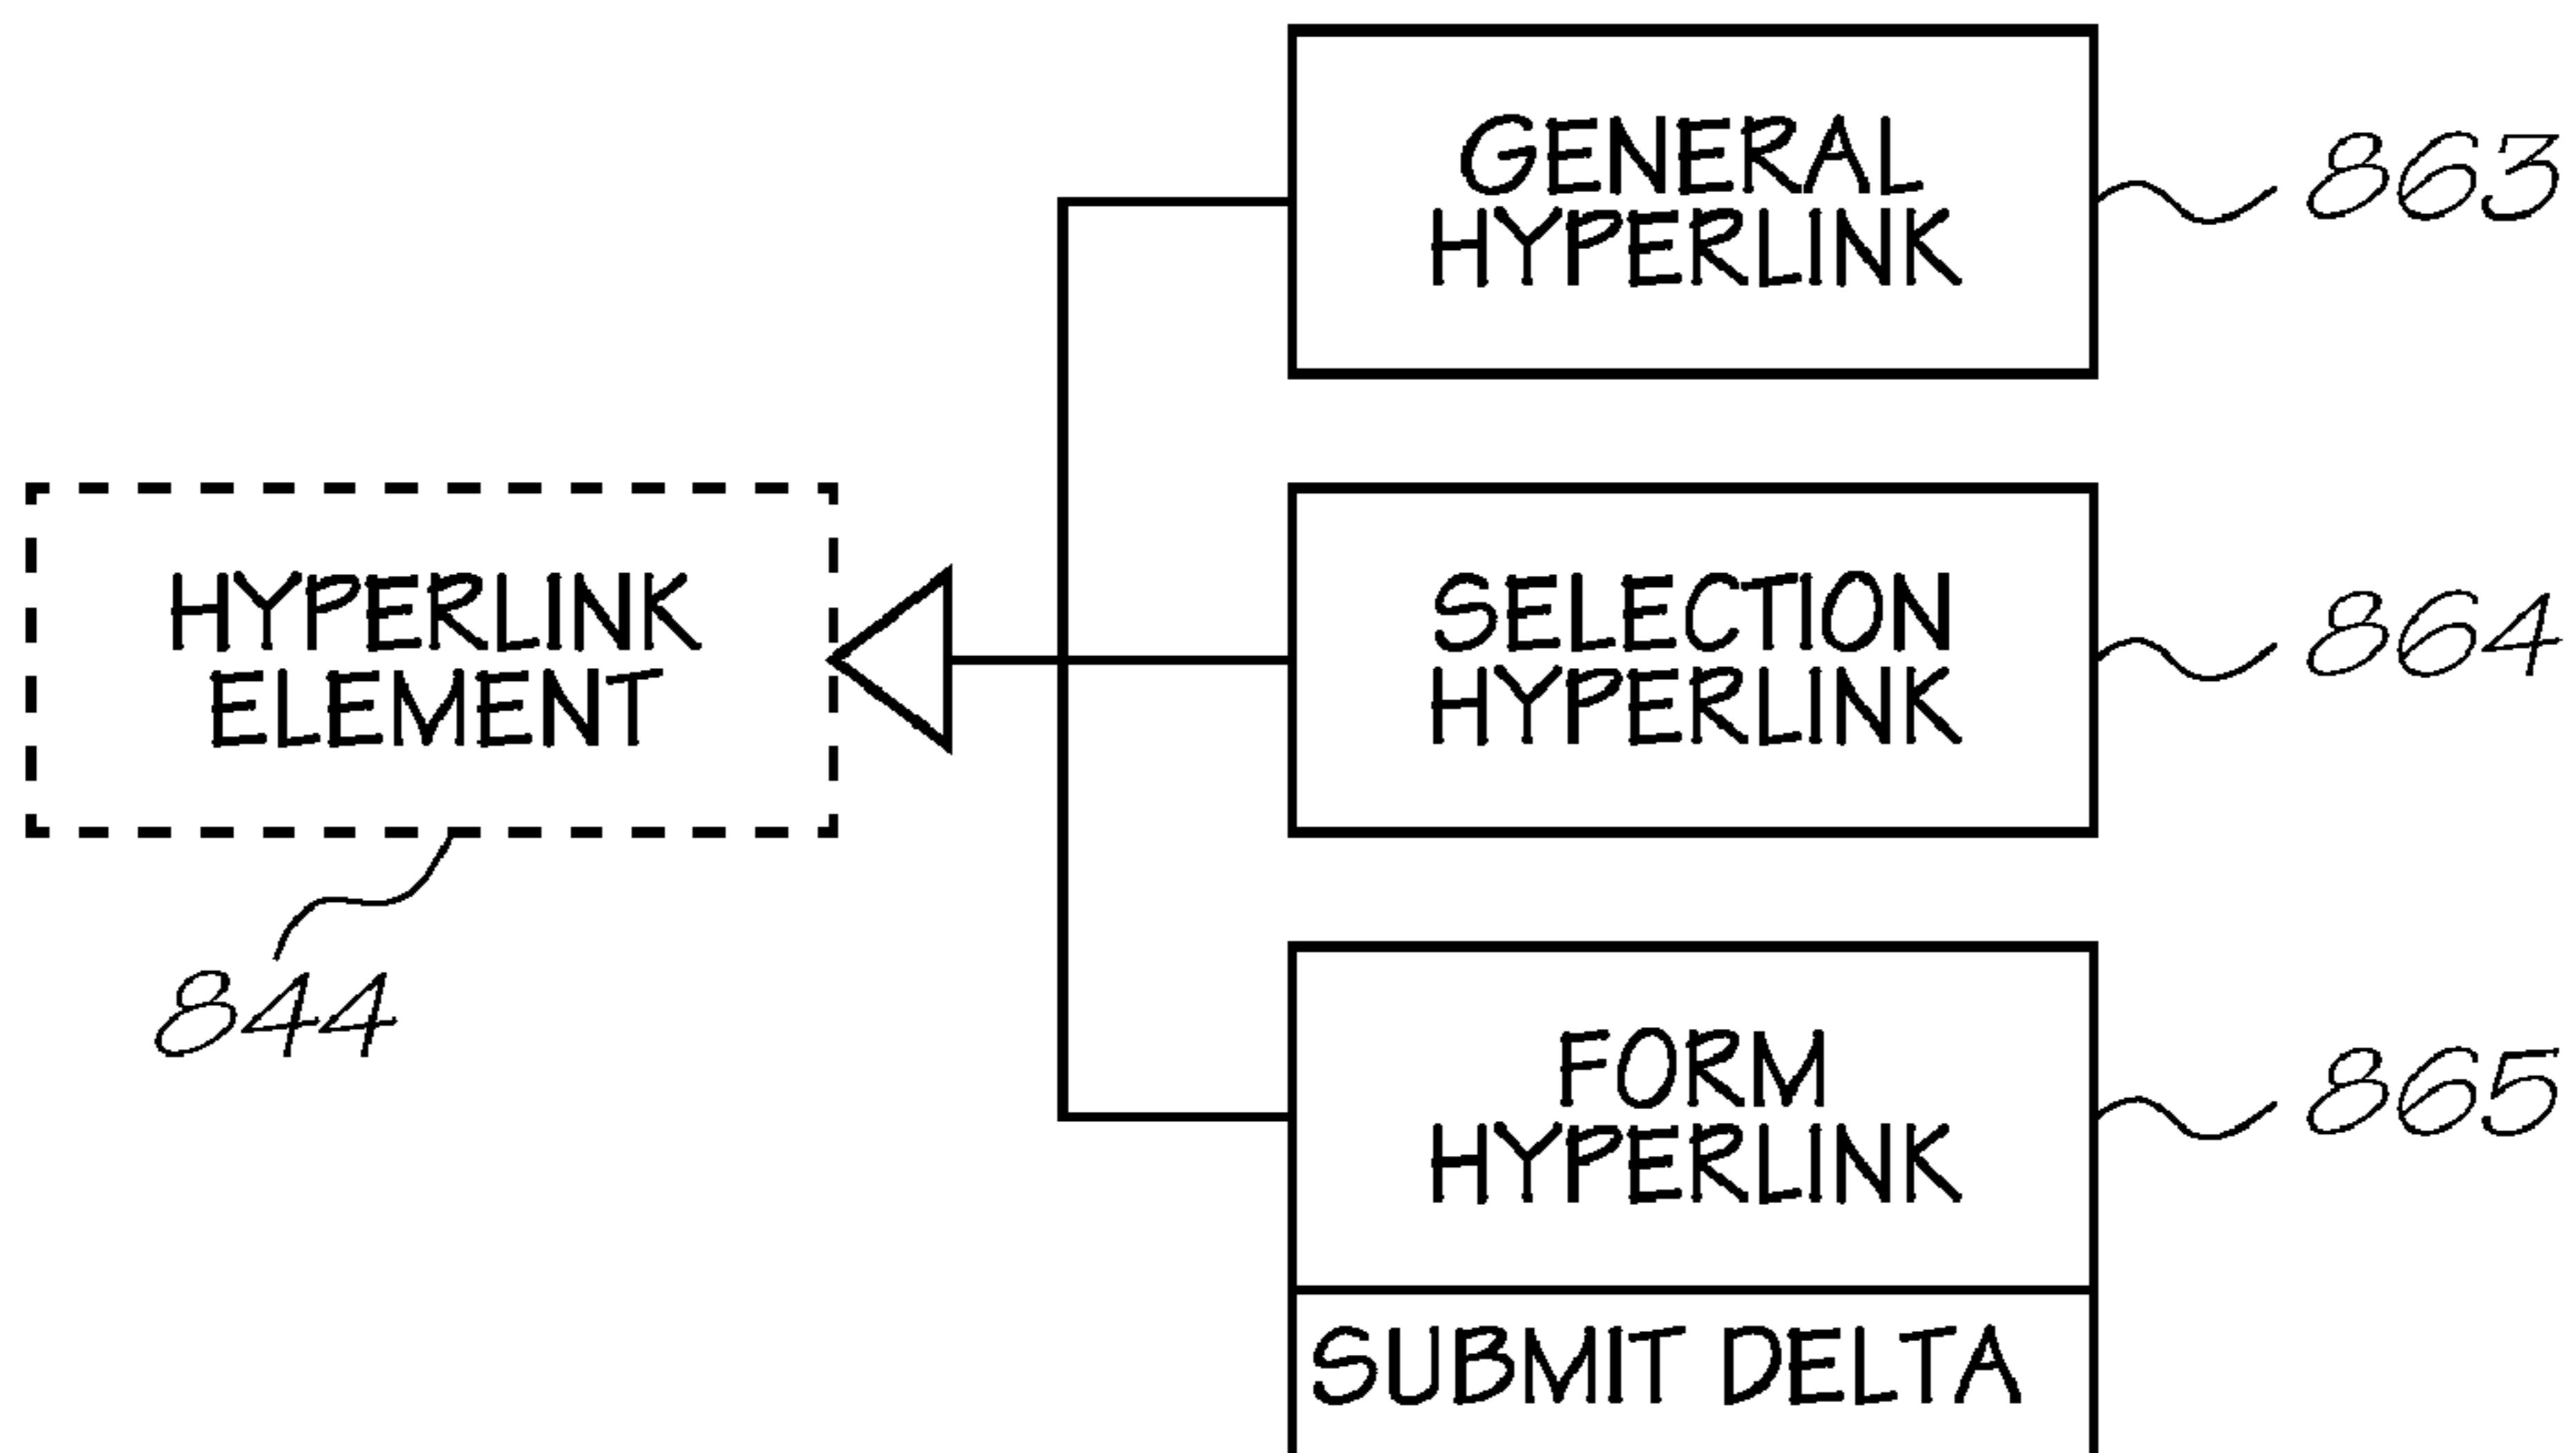 GENERAL
HYPERLINK
863
HYPERLINK
ELEMENT
844
SELECTION
HYPERLINK
864
FORM
HYPERLINK
865
SUBMIT DELTA